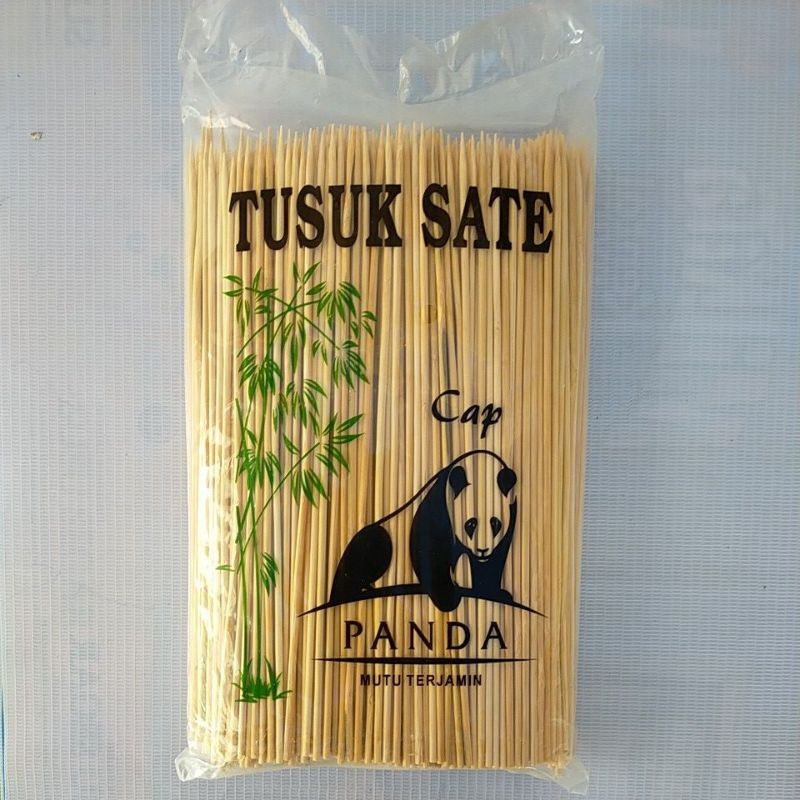 TUSUK SATE
Cap
PANDA
MUTU TERJAMIN